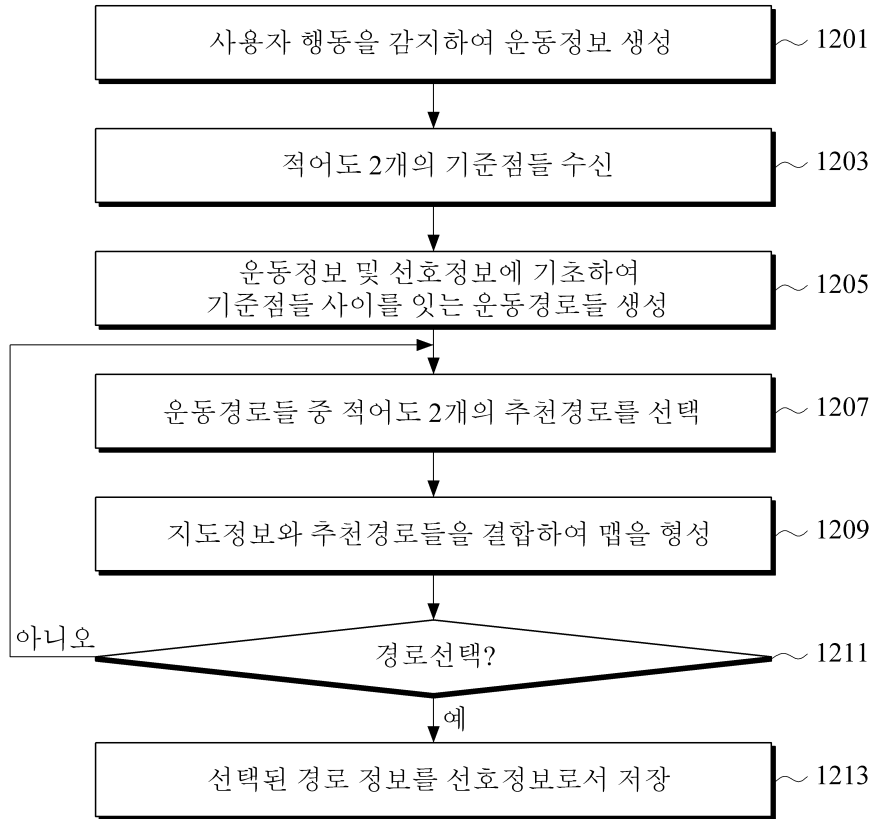 사용자 행동을 감지하여 운동정보 생성
1201
적어도 2개의 기준점들 수신
1203
운동정보 및 선호정보에 기초하여
기준점들 사이를 잇는 운동경로들 생성
1205
운동경로들 중 적어도 2개의 추천경로를 선택
1207
지도정보와 추천경로들을 결합하여 맵을 형성
1209
아니오
경로선택?
1211
예
선택된 경로 정보를 선호정보로서 저장
1213